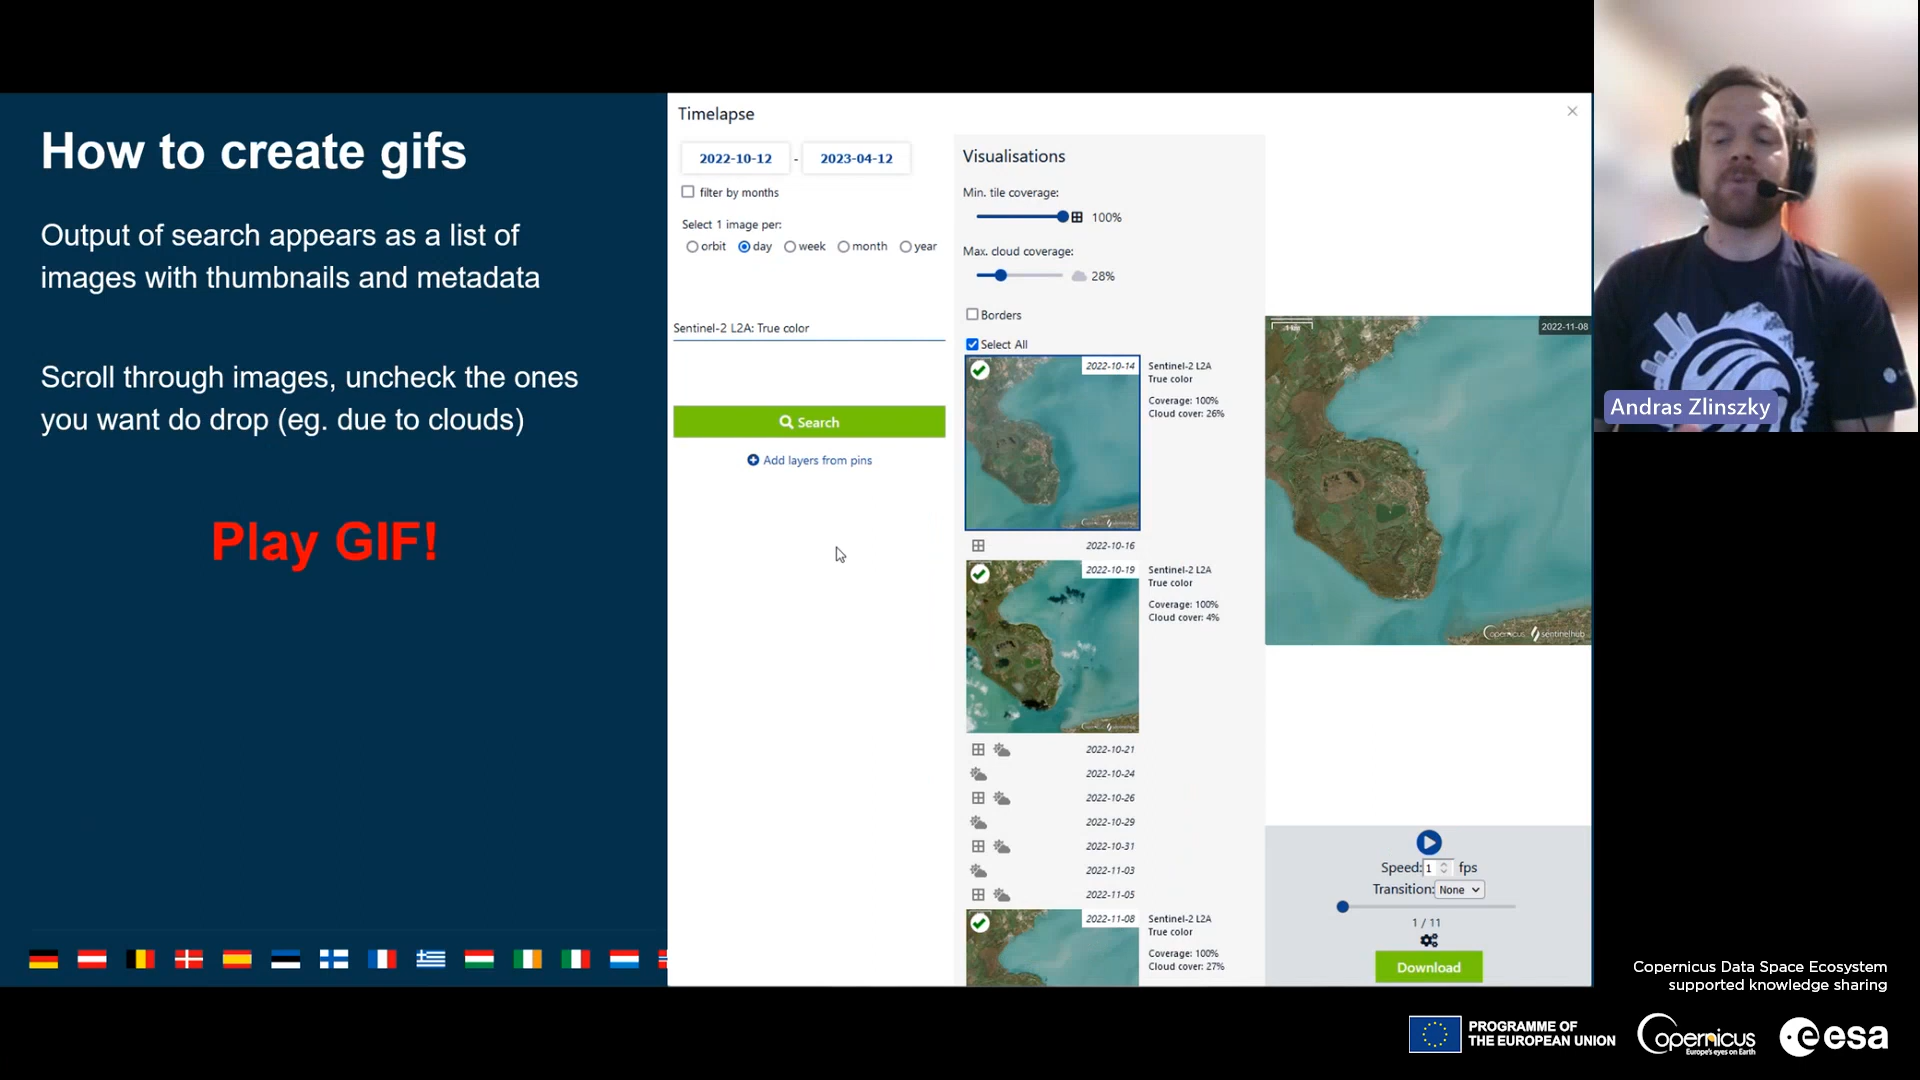 How to create gifs
Output of search appears as a list of
images with thumbnails and metadata
Scroll through images, uncheck the ones
you want do drop (eg. due to clouds)
Play GIF!
Timelapse
2022-10-12 - 2023-04-12
filter by months
Select 1 image per:
orbit day week month year
Sentinel-2 L2A: True color
Search
Add layers from pins
Visualisations
Min. tile coverage:
100%
Max. cloud coverage:
28%
Borders
Select All
2022-10-14
Sentinel-2 L2A
True color
Coverage: 100%
Cloud cover: 26%
2022-10-16
2022-10-19
Sentinel-2 L2A
True color
Coverage: 100%
Cloud cover: 4%
2022-10-21
2022-10-24
2022-10-26
2022-10-29
2022-10-31
2022-11-03
2022-11-05
2022-11-08
Sentinel-2 L2A
True color
Coverage: 100%
Cloud cover: 27%
2022-11-08
Copernicus sentinelhub
Speed: 1 fps
Transition: None
1 / 11
Download
Andras Zlinszky
Copernicus Data Space Ecosystem
supported knowledge sharing
PROGRAMME OF
THE EUROPEAN UNION
Copernicus
Europe's eyes on Earth
esa